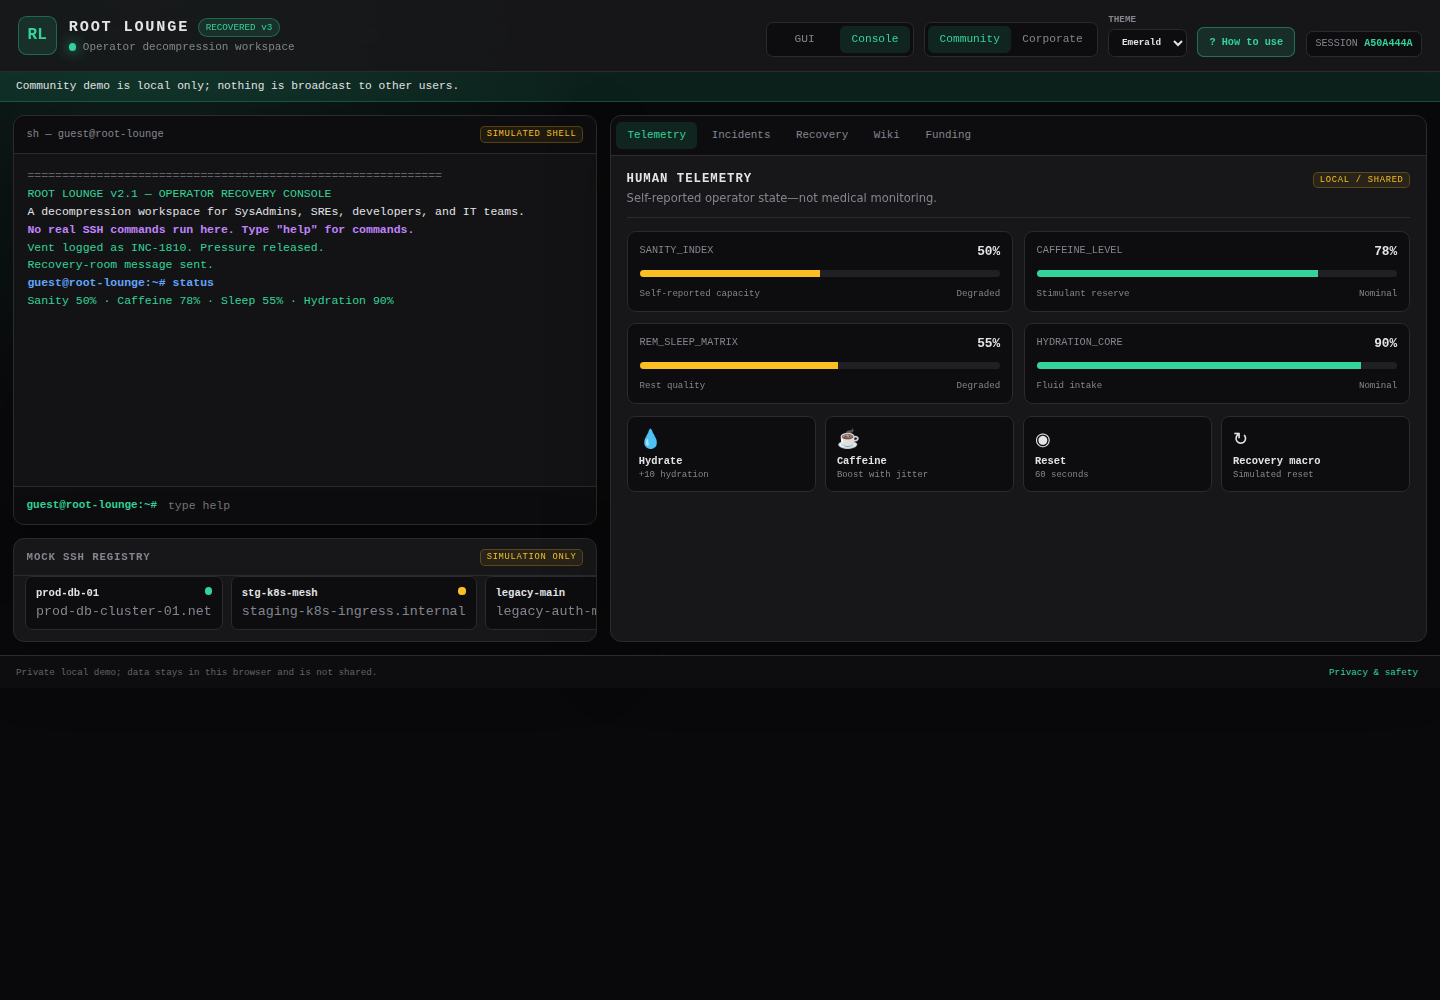 RL
ROOT LOUNGE
RECOVERED v3
Operator decompression workspace
GUI
Console
Community
Corporate
THEME
Emerald
? How to use
SESSION A50A444A
Community demo is local only; nothing is broadcast to other users.
sh — guest@root-lounge
SIMULATED SHELL
============================================================
ROOT LOUNGE v2.1 — OPERATOR RECOVERY CONSOLE
A decompression workspace for SysAdmins, SREs, developers, and IT teams.
No real SSH commands run here. Type "help" for commands.
Vent logged as INC-1810. Pressure released.
Recovery-room message sent.
guest@root-lounge:~# status
Sanity 50% · Caffeine 78% · Sleep 55% · Hydration 90%
guest@root-lounge:~# type help
MOCK SSH REGISTRY
SIMULATION ONLY
prod-db-01
prod-db-cluster-01.net
stg-k8s-mesh
staging-k8s-ingress.internal
legacy-main
legacy-auth-m
Telemetry
Incidents
Recovery
Wiki
Funding
HUMAN TELEMETRY
LOCAL / SHARED
Self-reported operator state—not medical monitoring.
SANITY_INDEX
50%
Self-reported capacity
Degraded
CAFFEINE_LEVEL
78%
Stimulant reserve
Nominal
REM_SLEEP_MATRIX
55%
Rest quality
Degraded
HYDRATION_CORE
90%
Fluid intake
Nominal
Hydrate
+10 hydration
Caffeine
Boost with jitter
Reset
60 seconds
Recovery macro
Simulated reset
Private local demo; data stays in this browser and is not shared.
Privacy & safety